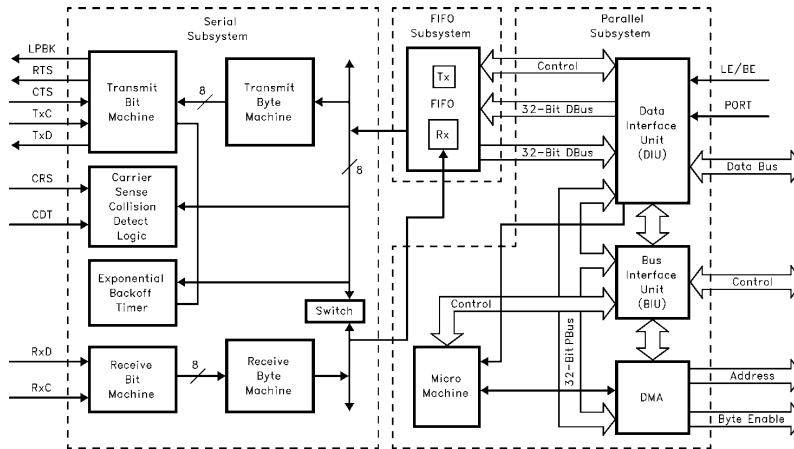 Serial
Subsystem
FIFO
Subsystem
Parallel
Subsystem
LPBK
RTS
CTS
TxC
TxD
Transmit
Bit
Machine
8
Transmit
Byte
Machine
Tx
FIFO
Rx
Control
32-Bit DBus
32-Bit DBus
Data
Interface
Unit
(DIU)
LE/BE
PORT
Data Bus
8
CRS
CDT
Carrier
Sense
Collision
Detect
Logic
Exponential
Backoff
Timer
Switch
Control
Bus
Interface
Unit
(BIU)
Control
32-Bit PBus
RxD
RxC
Receive
Bit
Machine
8
Receive
Byte
Machine
Micro
Machine
DMA
Address
Byte Enable